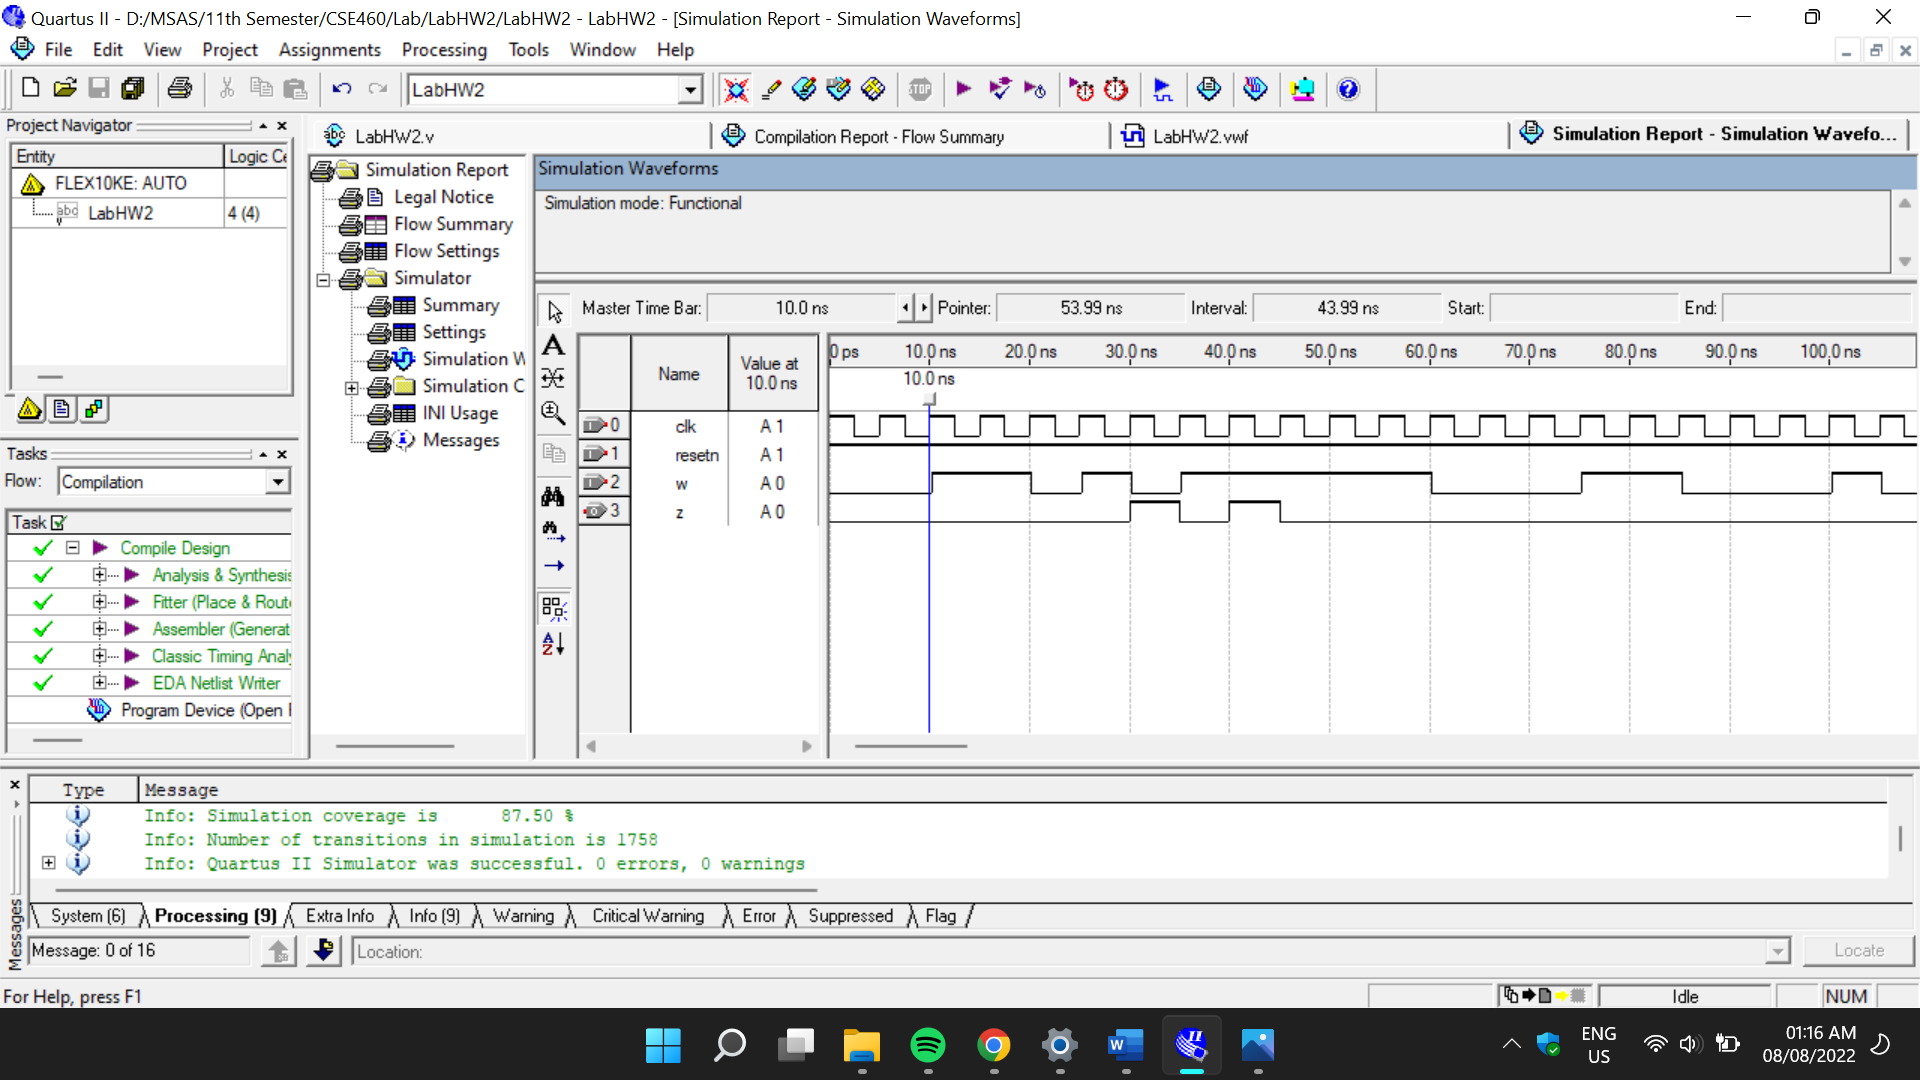 Quartus II - D:/MSAS/11th Semester/CSE460/Lab/LabHW2/LabHW2 - LabHW2 - [Simulation Report - Simulation Waveforms]
File Edit View Project Assignments Processing Tools Window Help
LabHW2
STOP
Project Navigator
Entity Logic Ce
FLEX10KE: AUTO
abc LabHW2 4 (4)
Tasks
Flow: Compilation
Task
Compile Design
Analysis & Synthesis
Fitter (Place & Route
Assembler (Generat
Classic Timing Analy
EDA Netlist Writer
Program Device (Open
abc LabHW2.v
Compilation Report - Flow Summary
LabHW2.vwf
Simulation Report - Simulation Wavefo...
Simulation Report
Legal Notice
Flow Summary
Flow Settings
Simulator
Summary
Settings
Simulation W
Simulation C
INI Usage
Messages
Simulation Waveforms
Simulation mode: Functional
Master Time Bar: 10.0 ns Pointer: 53.99 ns Interval: 43.99 ns Start: End:
Name Value at
10.0 ns
0 ps 10.0 ns 20.0 ns 30.0 ns 40.0 ns 50.0 ns 60.0 ns 70.0 ns 80.0 ns 90.0 ns 100.0 ns
10.0 ns
0 clk A 1
1 resetn A 1
2 w A 0
3 z A 0
Type Message
Info: Simulation coverage is 87.50 %
Info: Number of transitions in simulation is 1758
Info: Quartus II Simulator was successful. 0 errors, 0 warnings
System (6) Processing (9) Extra Info Info (9) Warning Critical Warning Error Suppressed Flag
Messages
Message: 0 of 16 Location: Locate
For Help, press F1 Idle NUM
ENG
US
01:16 AM
08/08/2022